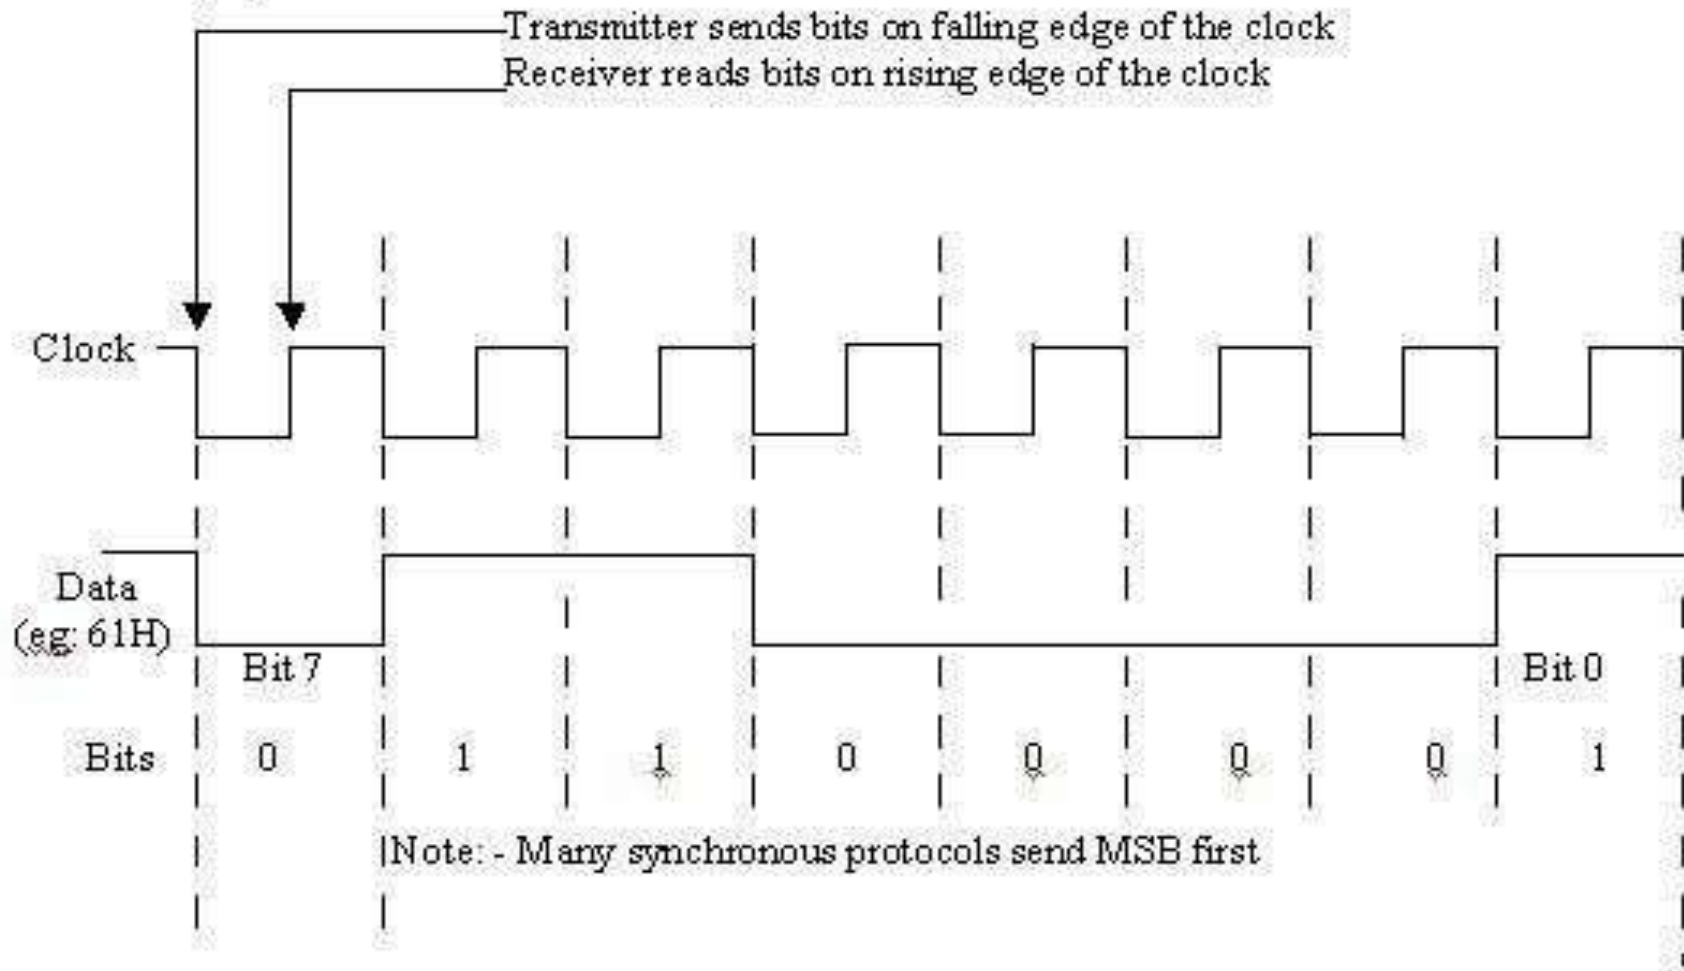 Transmitter sends bits on falling edge of the clock
Receiver reads bits on rising edge of the clock
Clock
Data
(eg: 61H)
Bit 7
Bit 0
Bits 0 1 1 0 0 0 0 1
Note: - Many synchronous protocols send MSB first